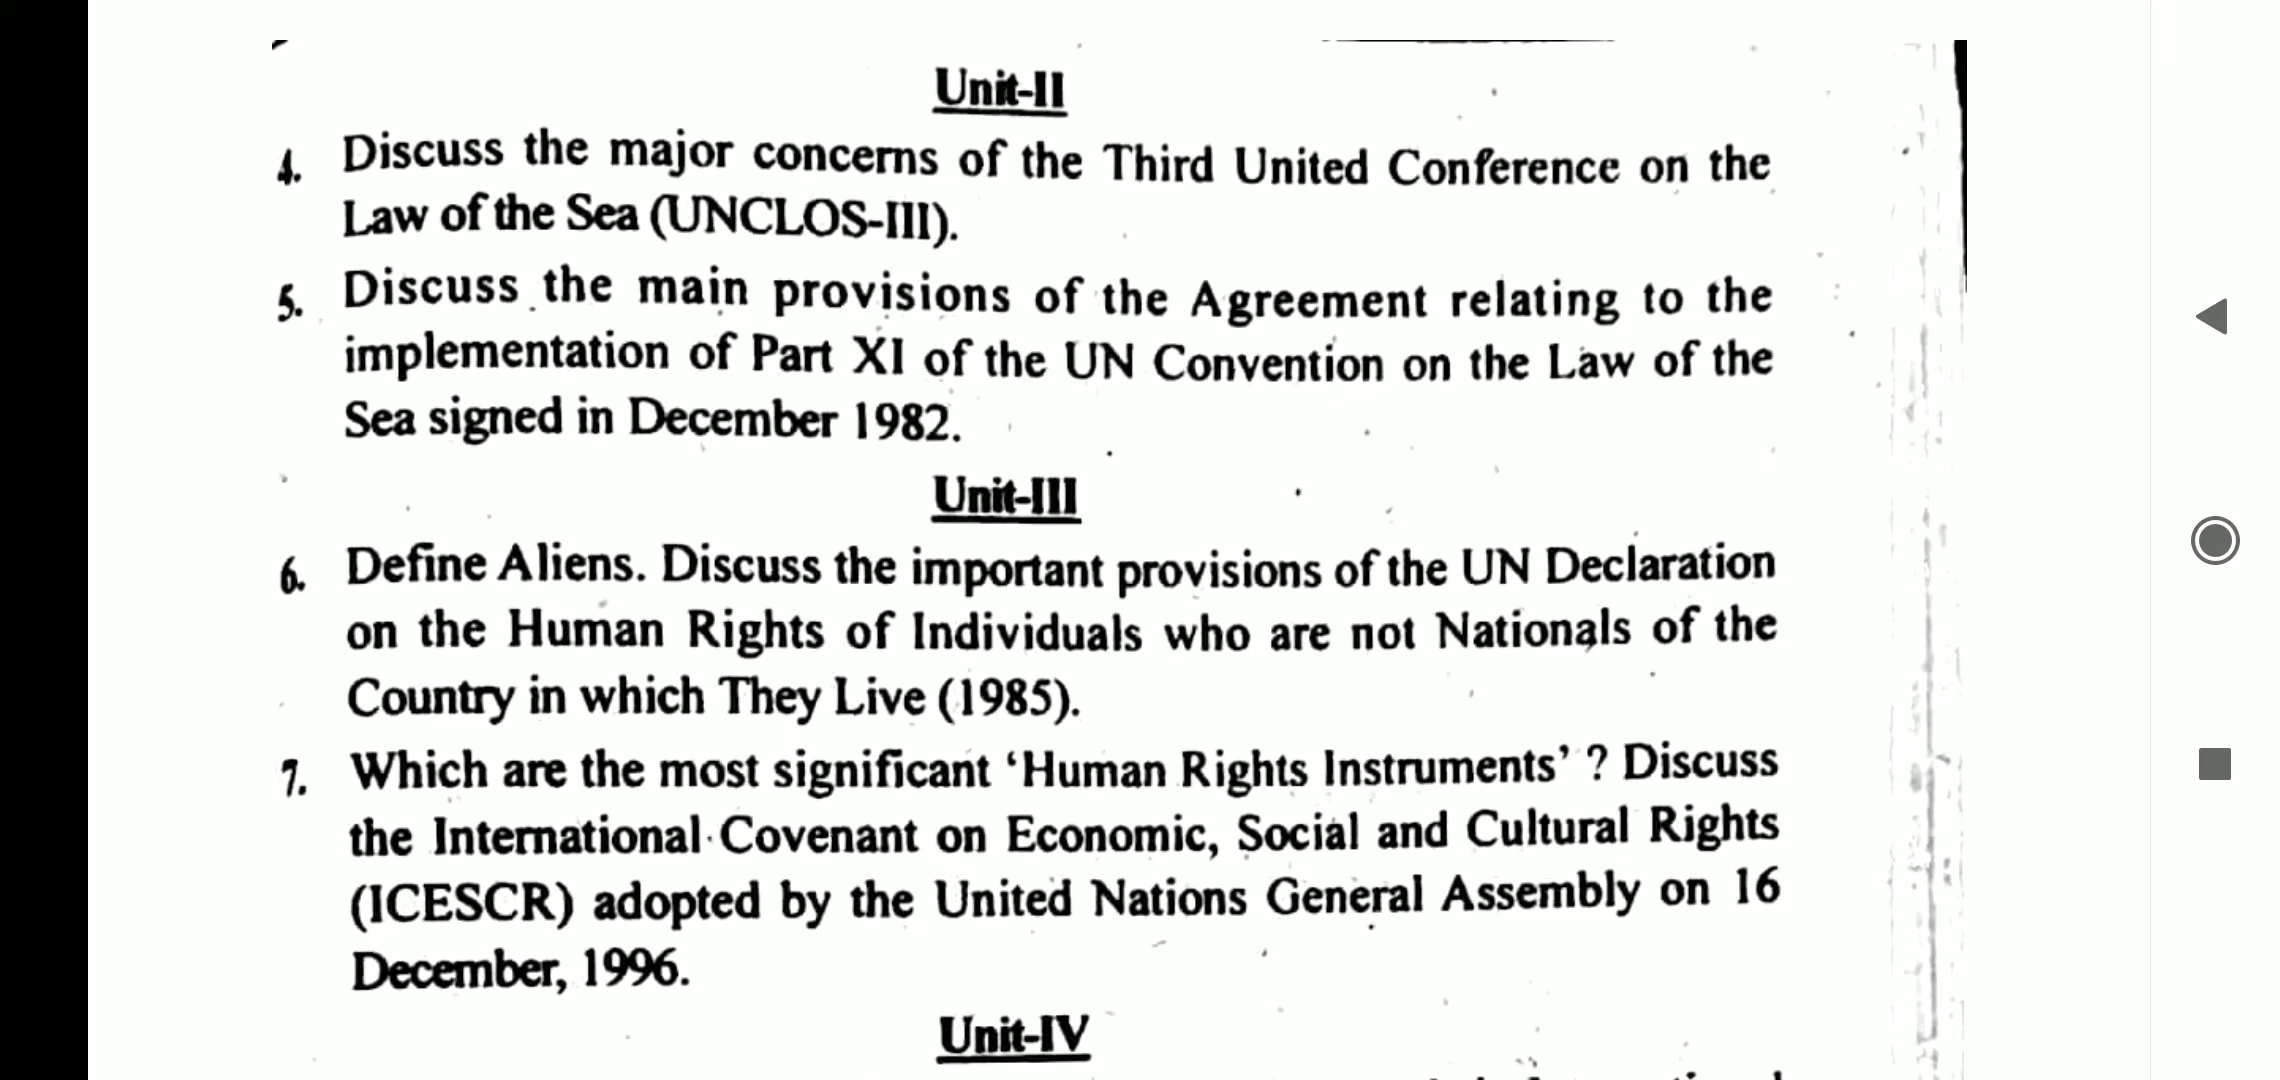 Unit-II
4. Discuss the major concerns of the Third United Conference on the
Law of the Sea (UNCLOS-III).
5. Discuss the main provisions of the Agreement relating to the
implementation of Part XI of the UN Convention on the Law of the
Sea signed in December 1982.
Unit-III
6. Define Aliens. Discuss the important provisions of the UN Declaration
on the Human Rights of Individuals who are not Nationals of the
Country in which They Live (1985).
7. Which are the most significant ‘Human Rights Instruments’ ? Discuss
the International Covenant on Economic, Social and Cultural Rights
(ICESCR) adopted by the United Nations General Assembly on 16
December, 1996.
Unit-IV